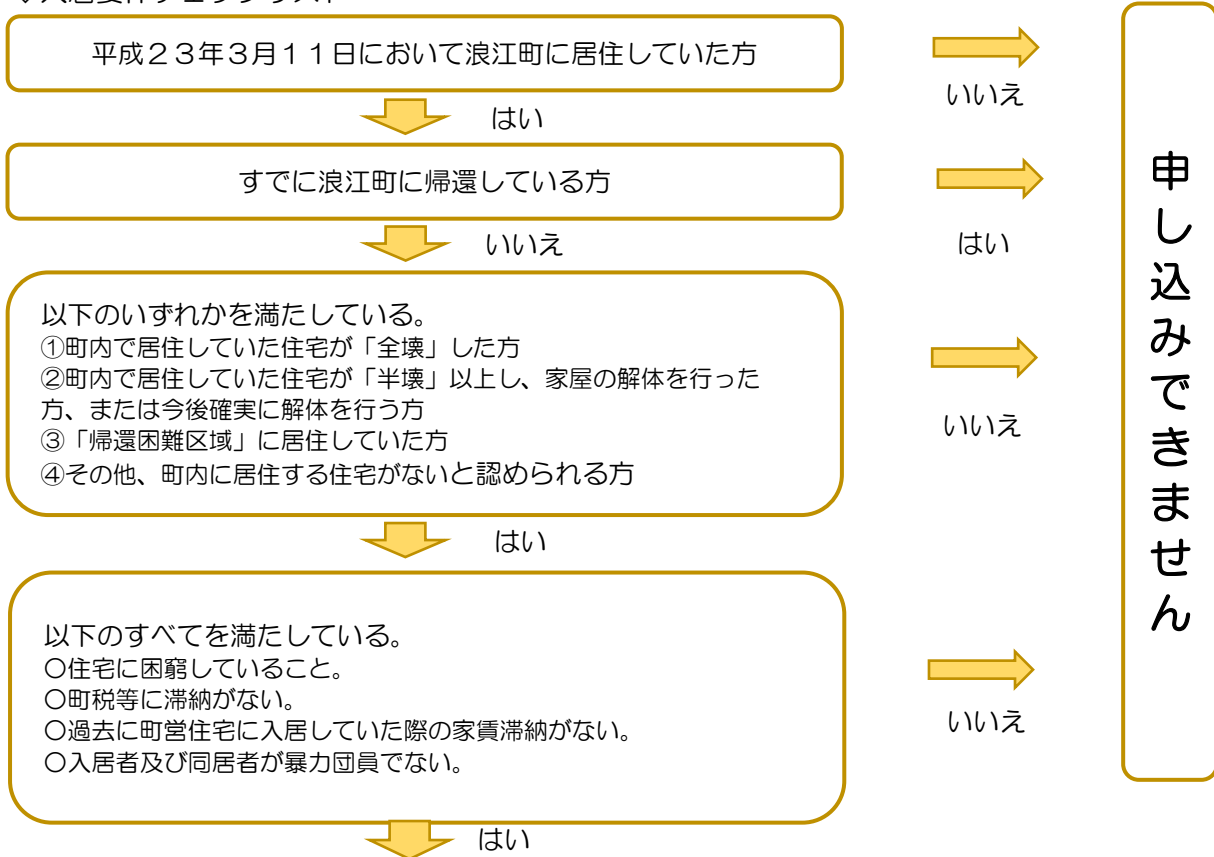 平成２３年３月１１日において浪江町に居住していた方
いいえ
はい
すでに浪江町に帰還している方
はい
いいえ
以下のいずれかを満たしている。
①町内で居住していた住宅が「全壊」した方
②町内で居住していた住宅が「半壊」以上し、家屋の解体を行った
方、または今後確実に解体を行う方
③「帰還困難区域」に居住していた方
④その他、町内に居住する住宅がないと認められる方
いいえ
はい
以下のすべてを満たしている。
〇住宅に困窮していること。
〇町税等に滞納がない。
〇過去に町営住宅に入居していた際の家賃滞納がない。
〇入居者及び同居者が暴力団員でない。
いいえ
はい
申し込みできません